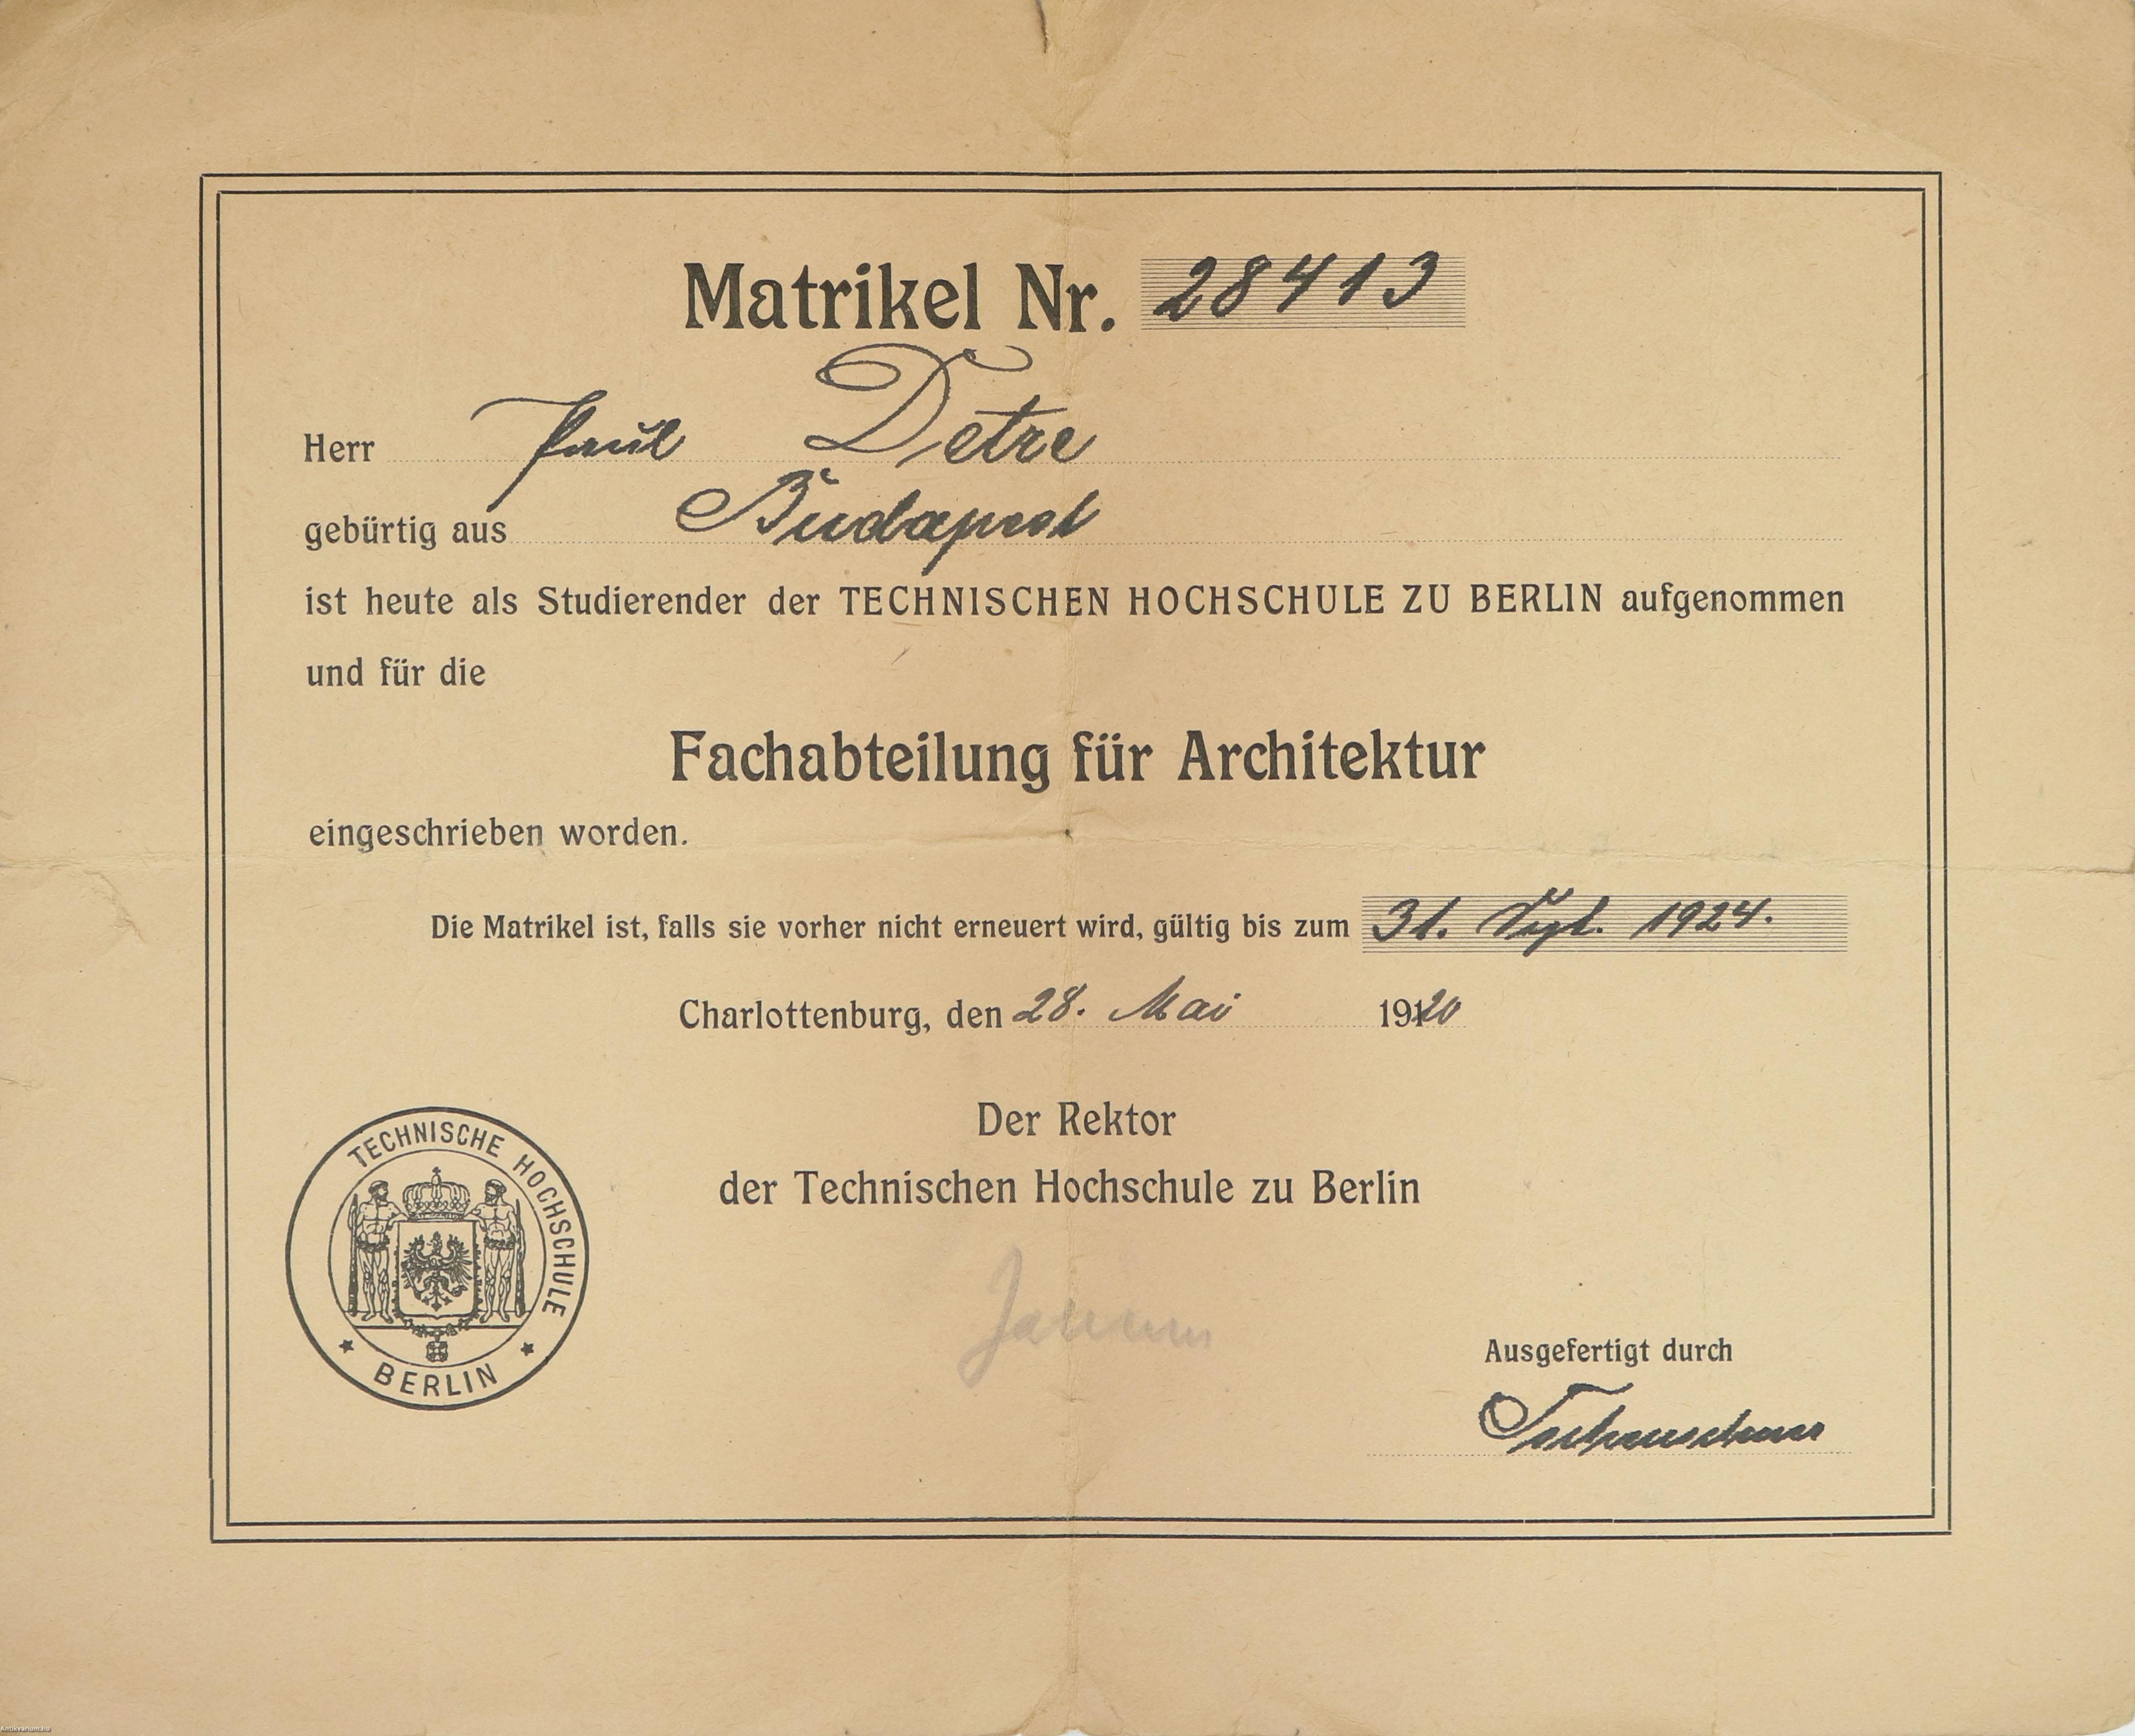 Matrikel Nr. 28413
Herr Paul Detre
gebürtig aus Budapest
ist heute als Studierender der TECHNISCHEN HOCHSCHULE ZU BERLIN aufgenommen
und für die
Fachabteilung für Architektur
eingeschrieben worden.
Die Matrikel ist, falls sie vorher nicht erneuert wird, gültig bis zum 31. Sept. 1924.
Charlottenburg, den 28. Mai 1920
Der Rektor
der Technischen Hochschule zu Berlin
TECHNISCHE HOCHSCHULE
BERLIN
Ausgefertigt durch
Antikvarium.hu